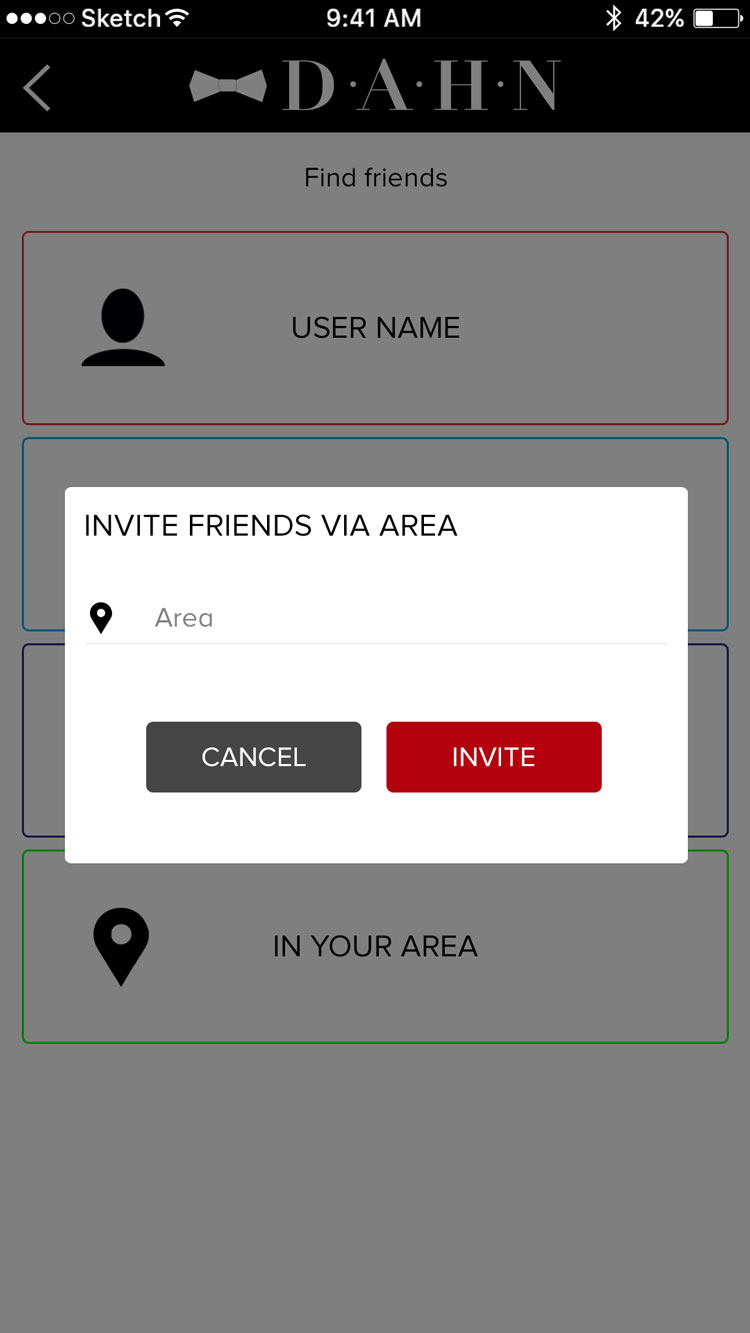 Sketch 9:41 AM 42%
D·A·H·N
Find friends
USER NAME
INVITE FRIENDS VIA AREA
Area
CANCEL INVITE
IN YOUR AREA